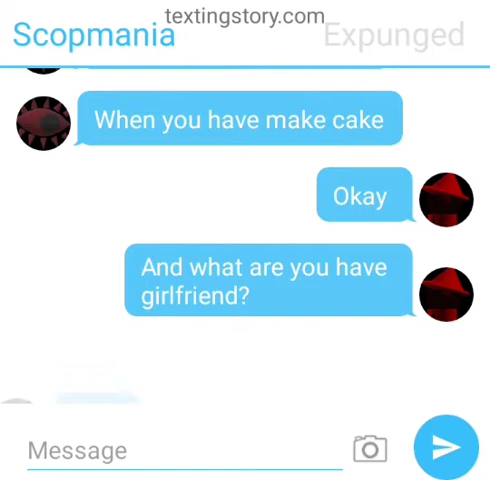 textingstory.com
Scopmania
Expunged
When you have make cake
Okay
And what are you have
girlfriend?
Message